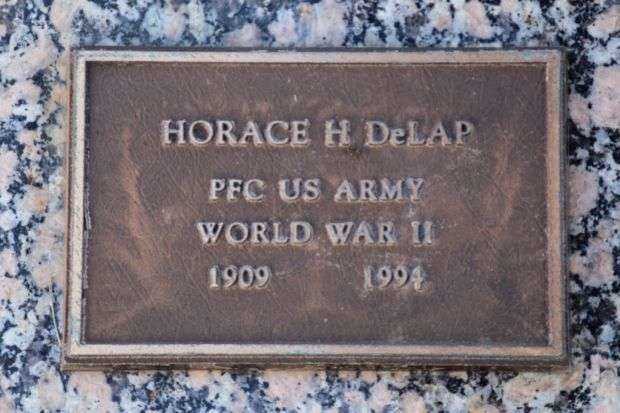 HORACE H DeLAP
PFC US ARMY
WORLD WAR II
1909 1994